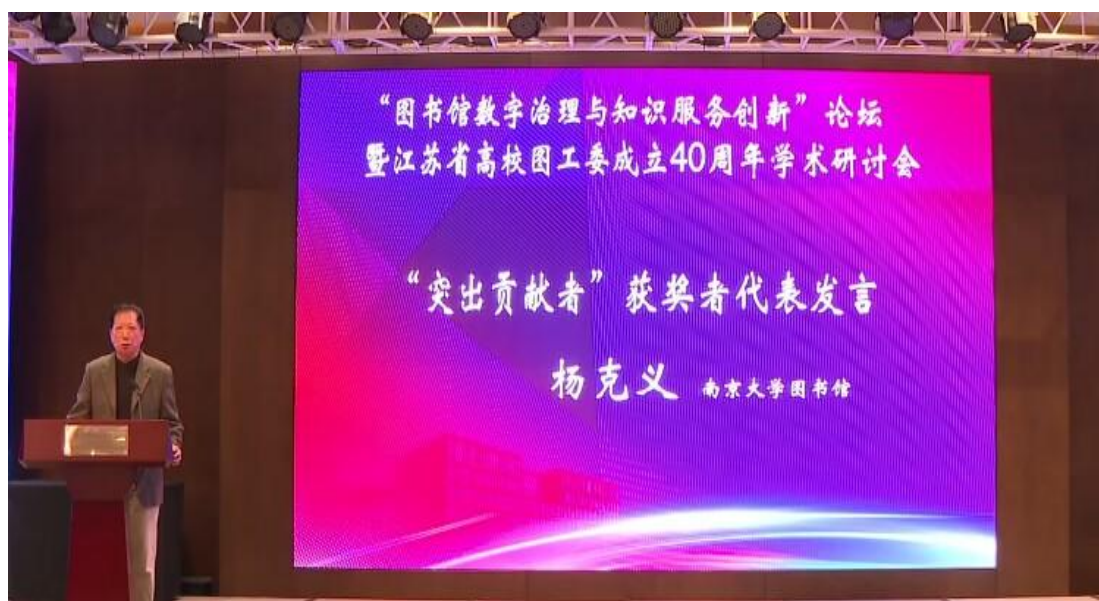 “图书馆数字治理与知识服务创新”论坛
暨江苏省高校图工委成立40周年学术研讨会
“突出贡献者”获奖者代表发言
杨克义 南京大学图书馆